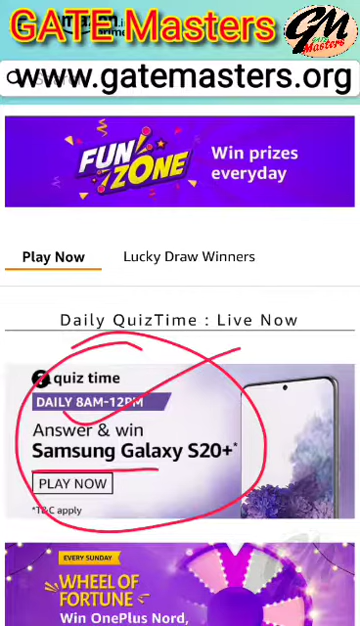 GATE Masters
GM
GATE
Masters
www.gatemasters.org
FUN
ZONE
Win prizes
everyday
Play Now
Lucky Draw Winners
Daily QuizTime : Live Now
quiz time
DAILY 8AM-12PM
Answer & win
Samsung Galaxy S20+*
PLAY NOW
*T&C apply
EVERY SUNDAY
WHEEL OF
FORTUNE
Win OnePlus Nord,